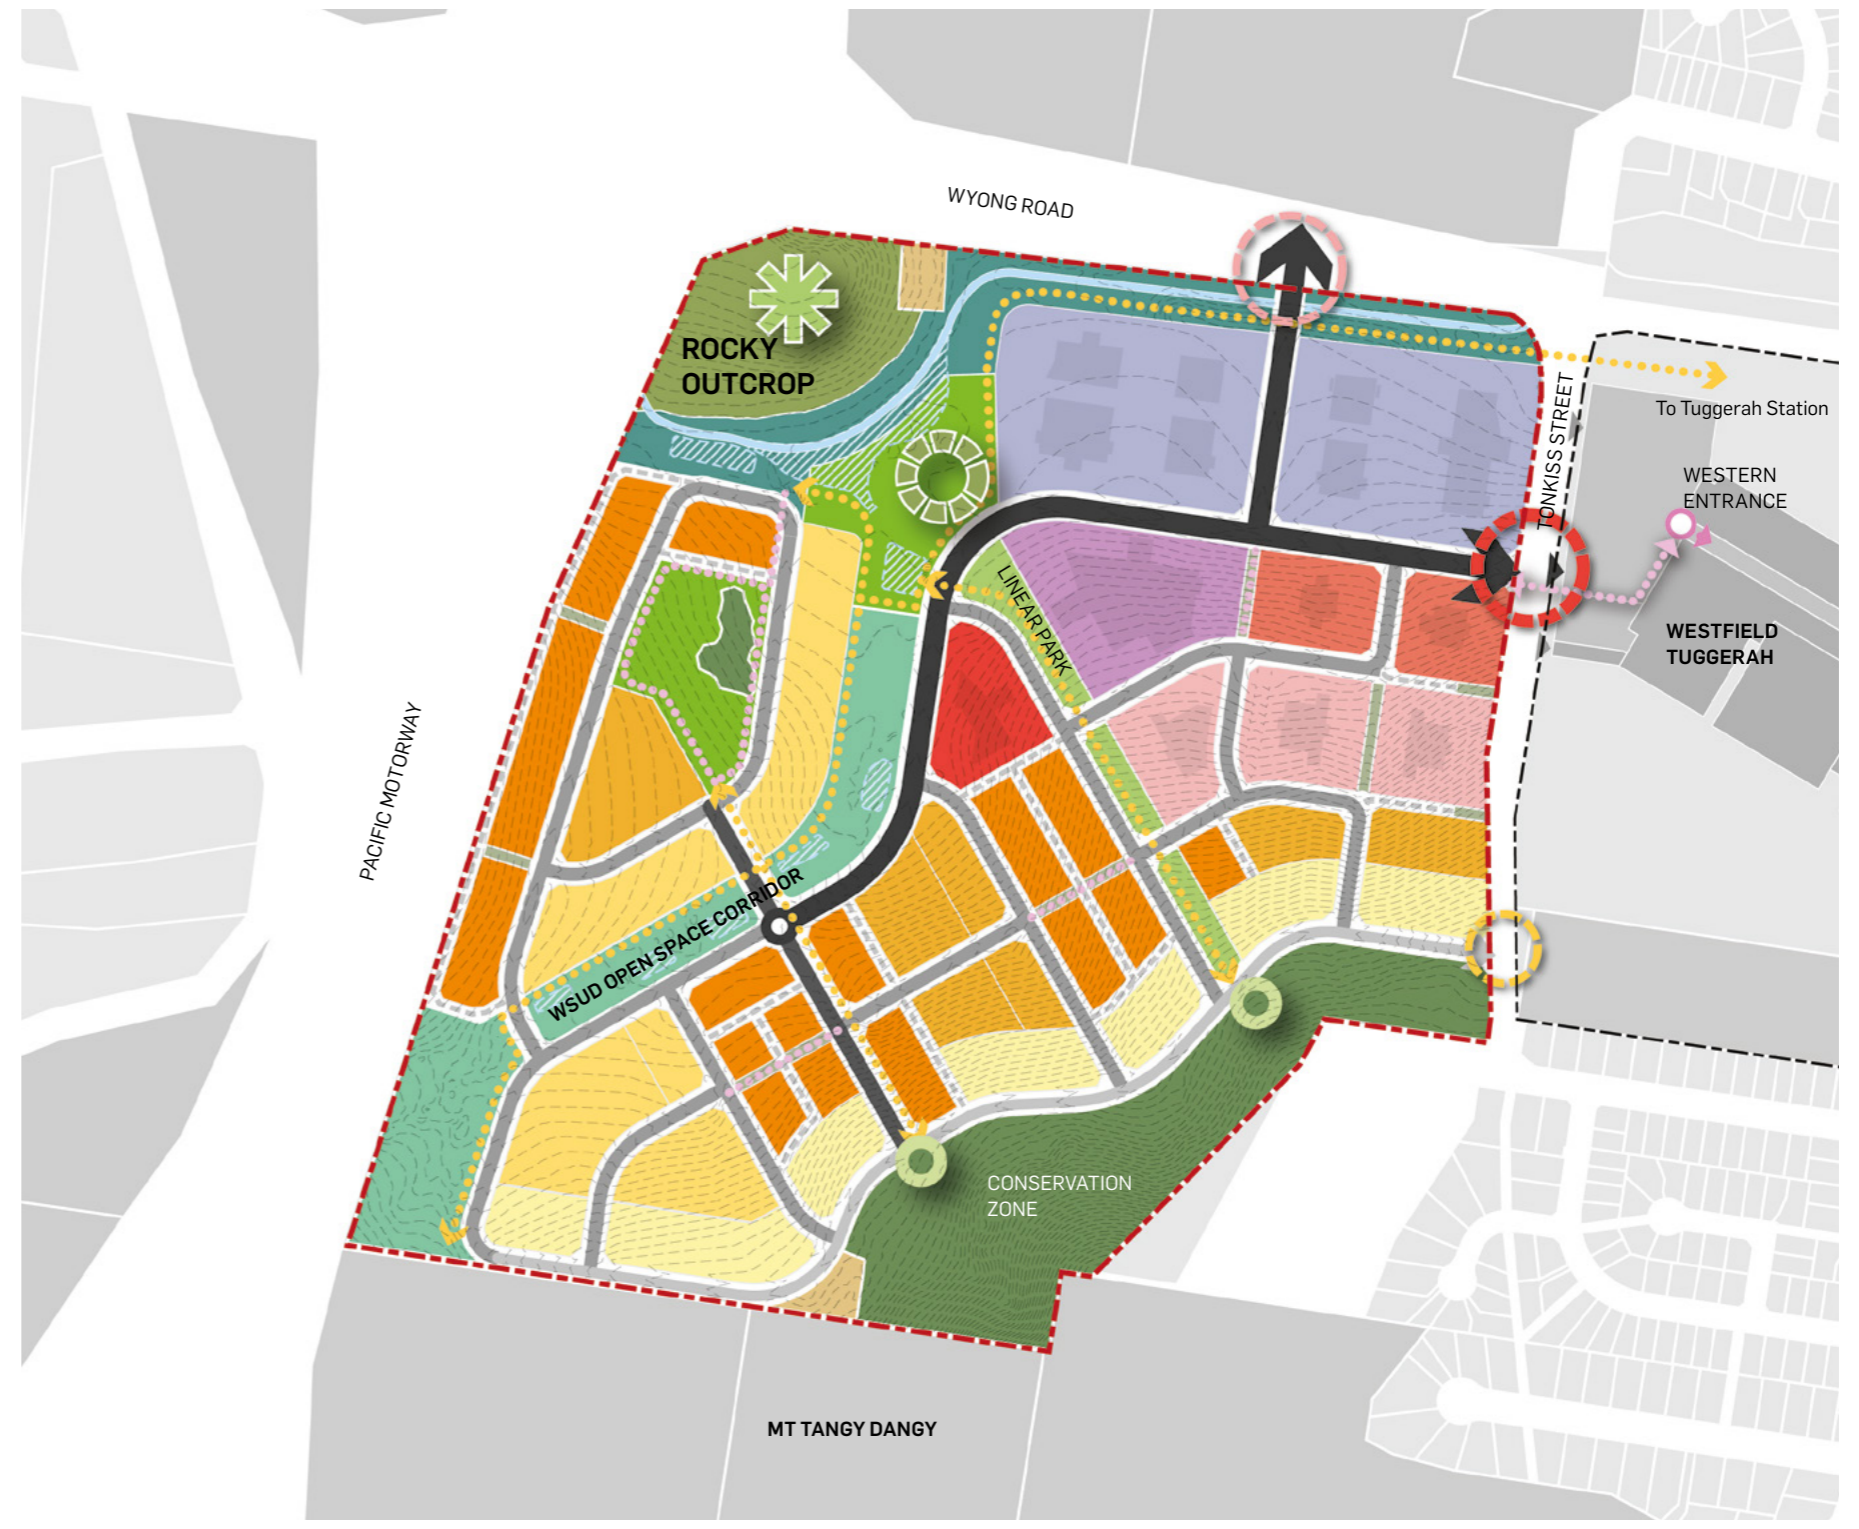 WYONG ROAD
ROCKY
OUTCROP
TONKISS STREET
To Tuggerah Station
WESTERN
ENTRANCE
LINEAR PARK
WESTFIELD
TUGGERAH
PACIFIC MOTORWAY
WSUD OPEN SPACE CORRIDOR
CONSERVATION
ZONE
MT TANGY DANGY